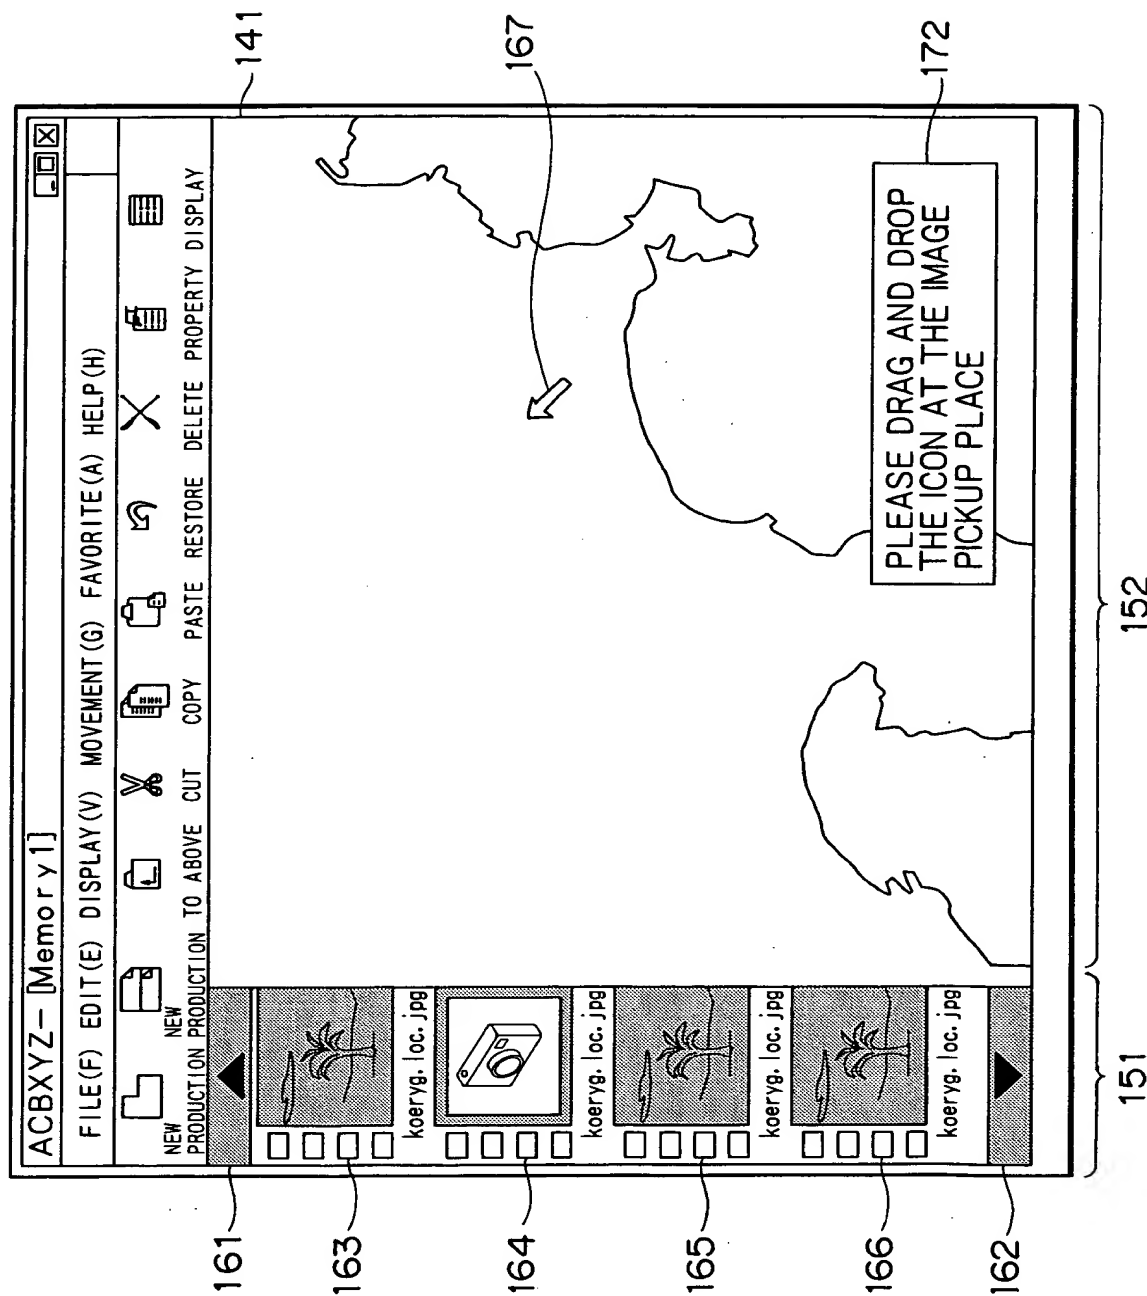 ACBXYZ— [Memory1]
FILE(F) EDIT(E) DISPLAY(V) MOVEMENT(G) FAVORITE(A) HELP(H)
NEW NEW
PRODUCTION PRODUCTION TO ABOVE CUT COPY PASTE RESTORE DELETE PROPERTY DISPLAY
koeryg. loc. jpg
koeryg. loc. jpg
koeryg. loc. jpg
koeryg. loc. jpg
PLEASE DRAG AND DROP
THE ICON AT THE IMAGE
PICKUP PLACE
141
167
172
161
163
164
165
166
162
151
152